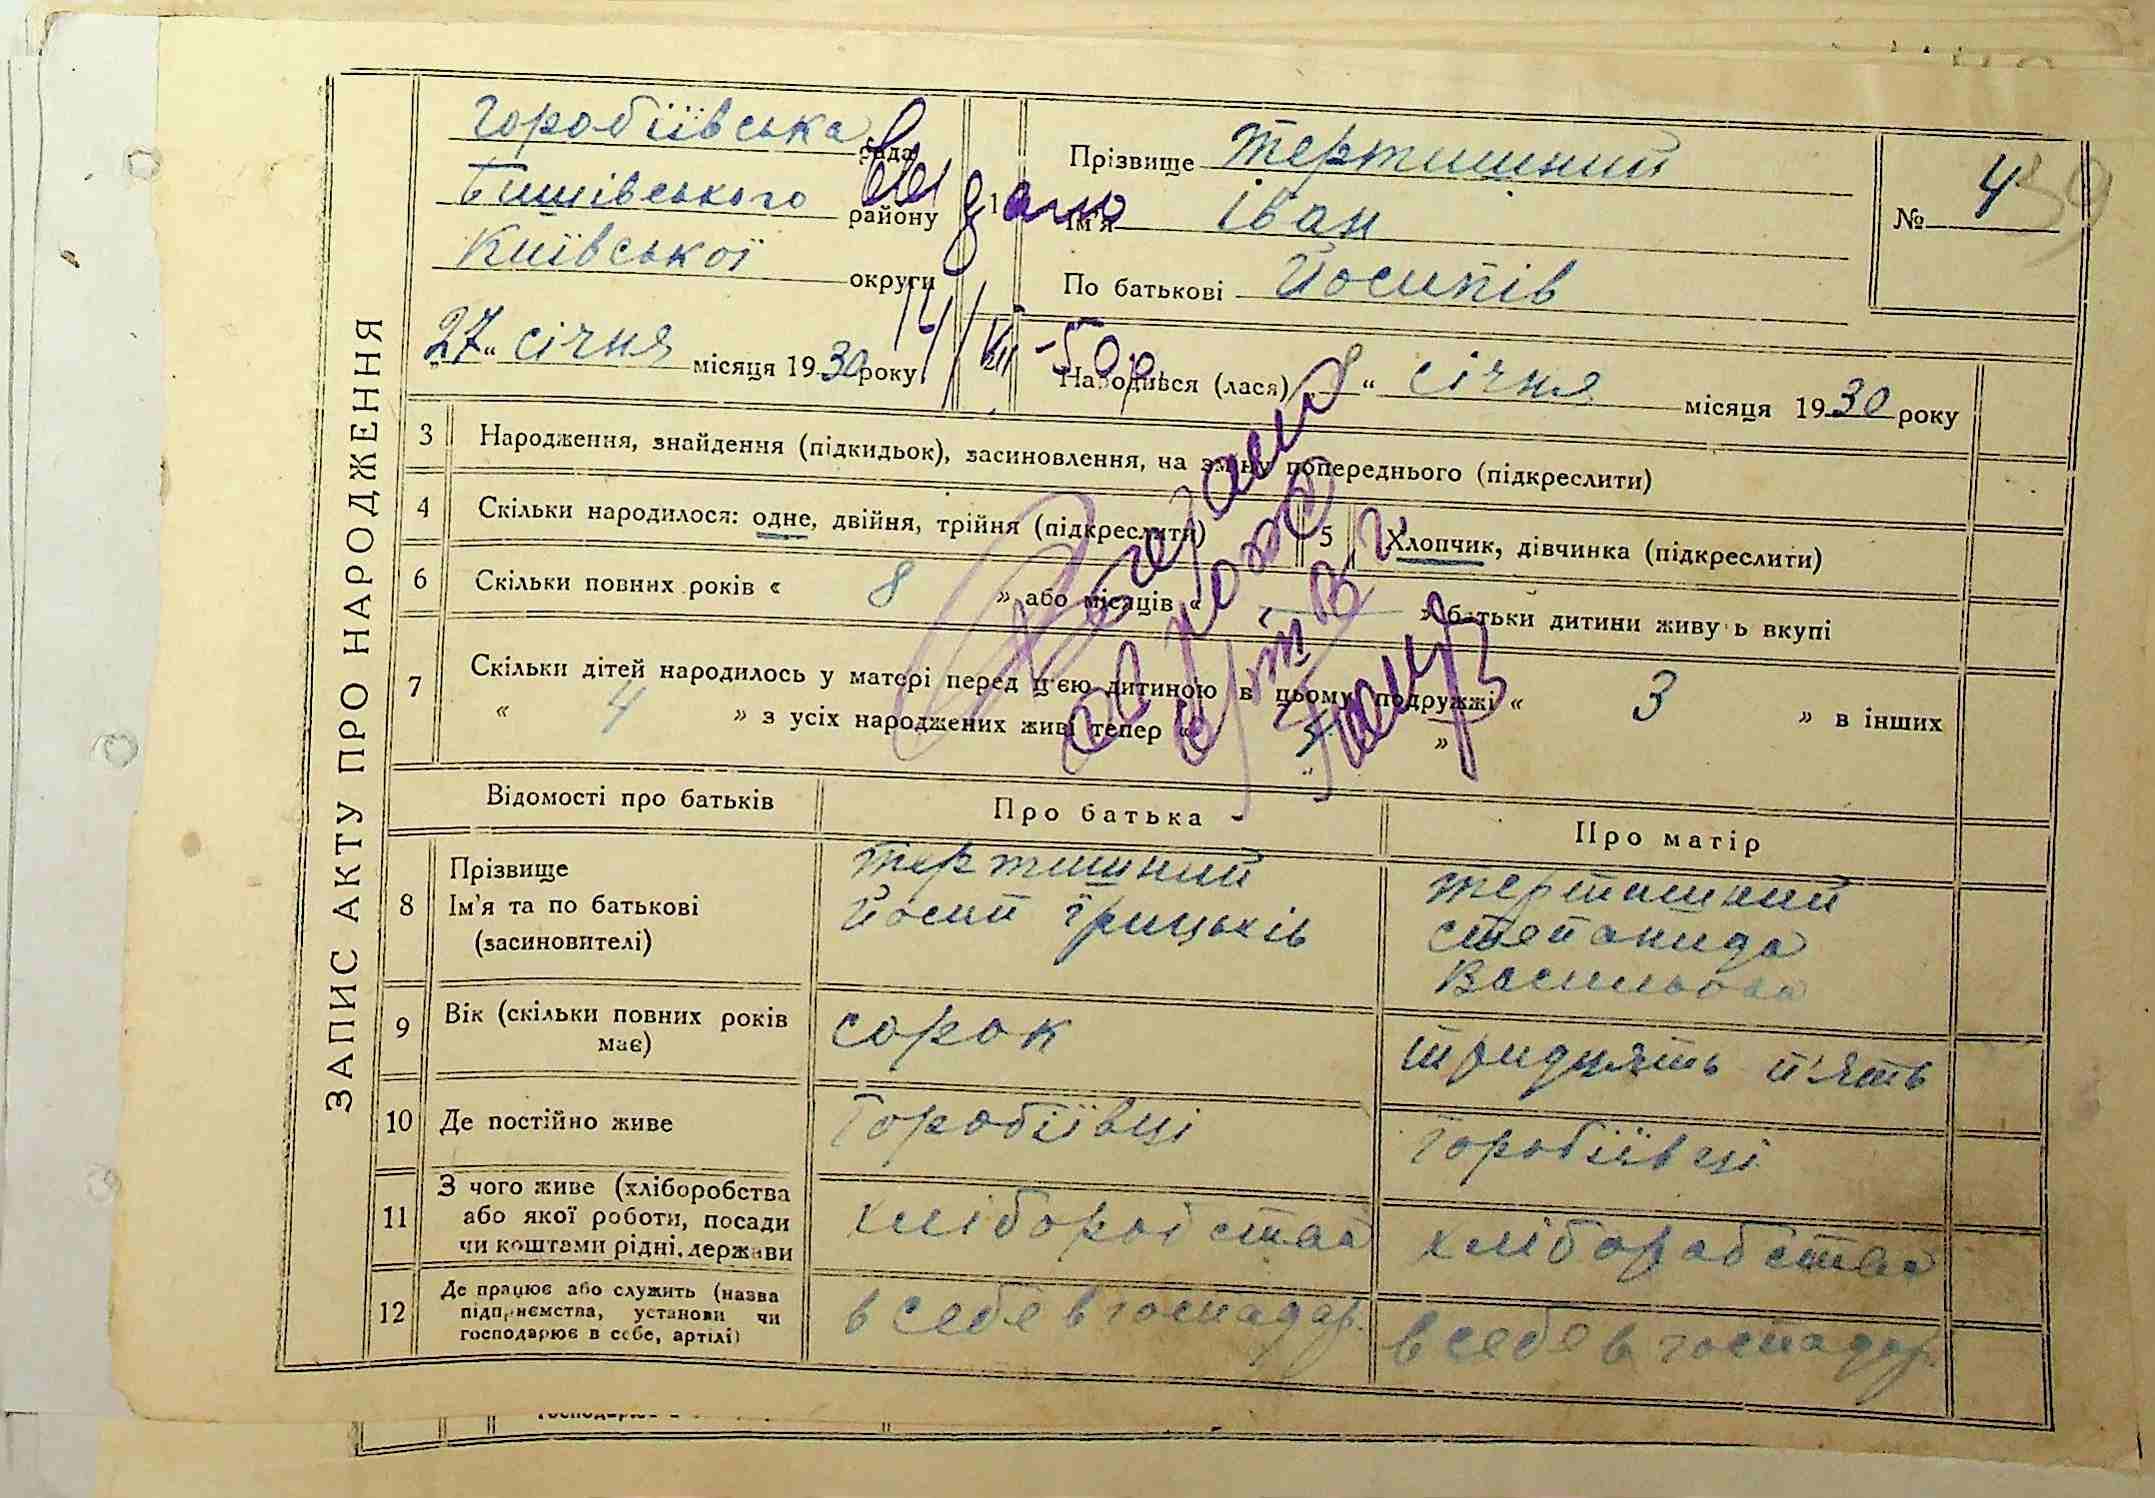 ЗАПИС АКТУ ПРО НАРОДЖЕННЯ
Горобіївська рада
Бишівського району
Київської округи
„27“ січня місяця 1930 року
Видано
14/XII-50р.
1
Прізвище Тертишний
Ім'я Іван
По батькові Йосипів
Народився (лася) „8“ січня місяця 1930 року
№ 4
39
3 Народження, знайдення (підкидьок), засиновлення, на зміну попереднього (підкреслити)
4 Скільки народилося: одне, двійня, трійня (підкреслити)
5 Хлопчик, дівчинка (підкреслити)
6 Скільки повних років « 8 » або місяців « — » батьки дитини живуть вкупі
7 Скільки дітей народилось у матері перед п'єю дитиною в цьому подружжі « 3 » в інших
« 4 » з усіх народжених живі тепер « »
Відомості про батьків
Про батька
Про матір
8 Прізвище
Ім'я та по батькові
(засиновителі)
Тертишний
Йосип Грицьків
Тертишний
Степанида
Васильова
9 Вік (скільки повних років
має)
сорок
тридцять п'ять
10 Де постійно живе
Горобіївці
Горобіївці
11 З чого живе (хліборобства
або якої роботи, посади
чи коштами рідні, держави
хліборобства
хліборобства
12 Де працює або служить (назва
підприємства, установи чи
господарює в себе, артілі)
в себе в господар.
в себе в господар.